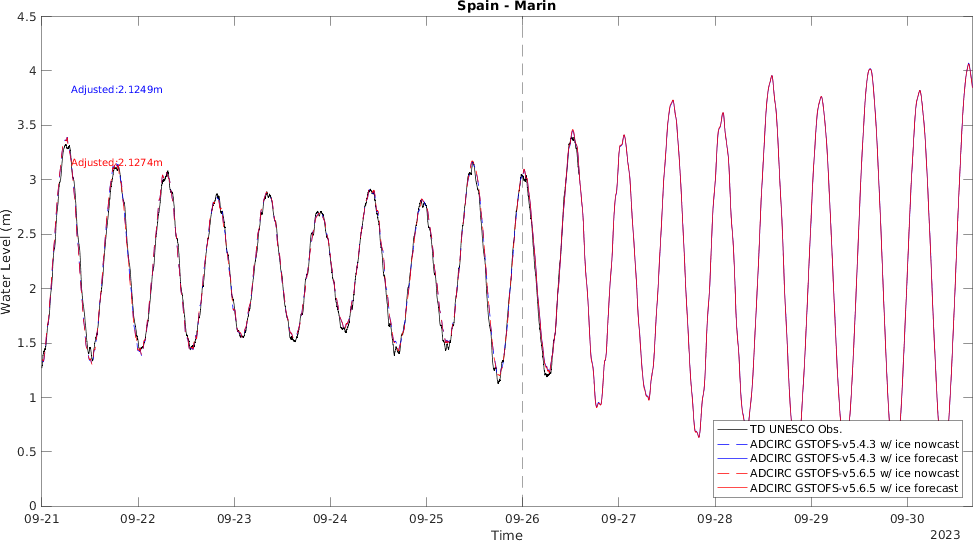 Spain - Marin
4.5
4
3.5
3
2.5
2
1.5
1
0.5
0
Water Level (m)
Adjusted:2.1249m
Adjusted:2.1274m
TD UNESCO Obs.
ADCIRC GSTOFS-v5.4.3 w/ ice nowcast
ADCIRC GSTOFS-v5.4.3 w/ ice forecast
ADCIRC GSTOFS-v5.6.5 w/ ice nowcast
ADCIRC GSTOFS-v5.6.5 w/ ice forecast
09-21 09-22 09-23 09-24 09-25 09-26 09-27 09-28 09-29 09-30
Time
2023